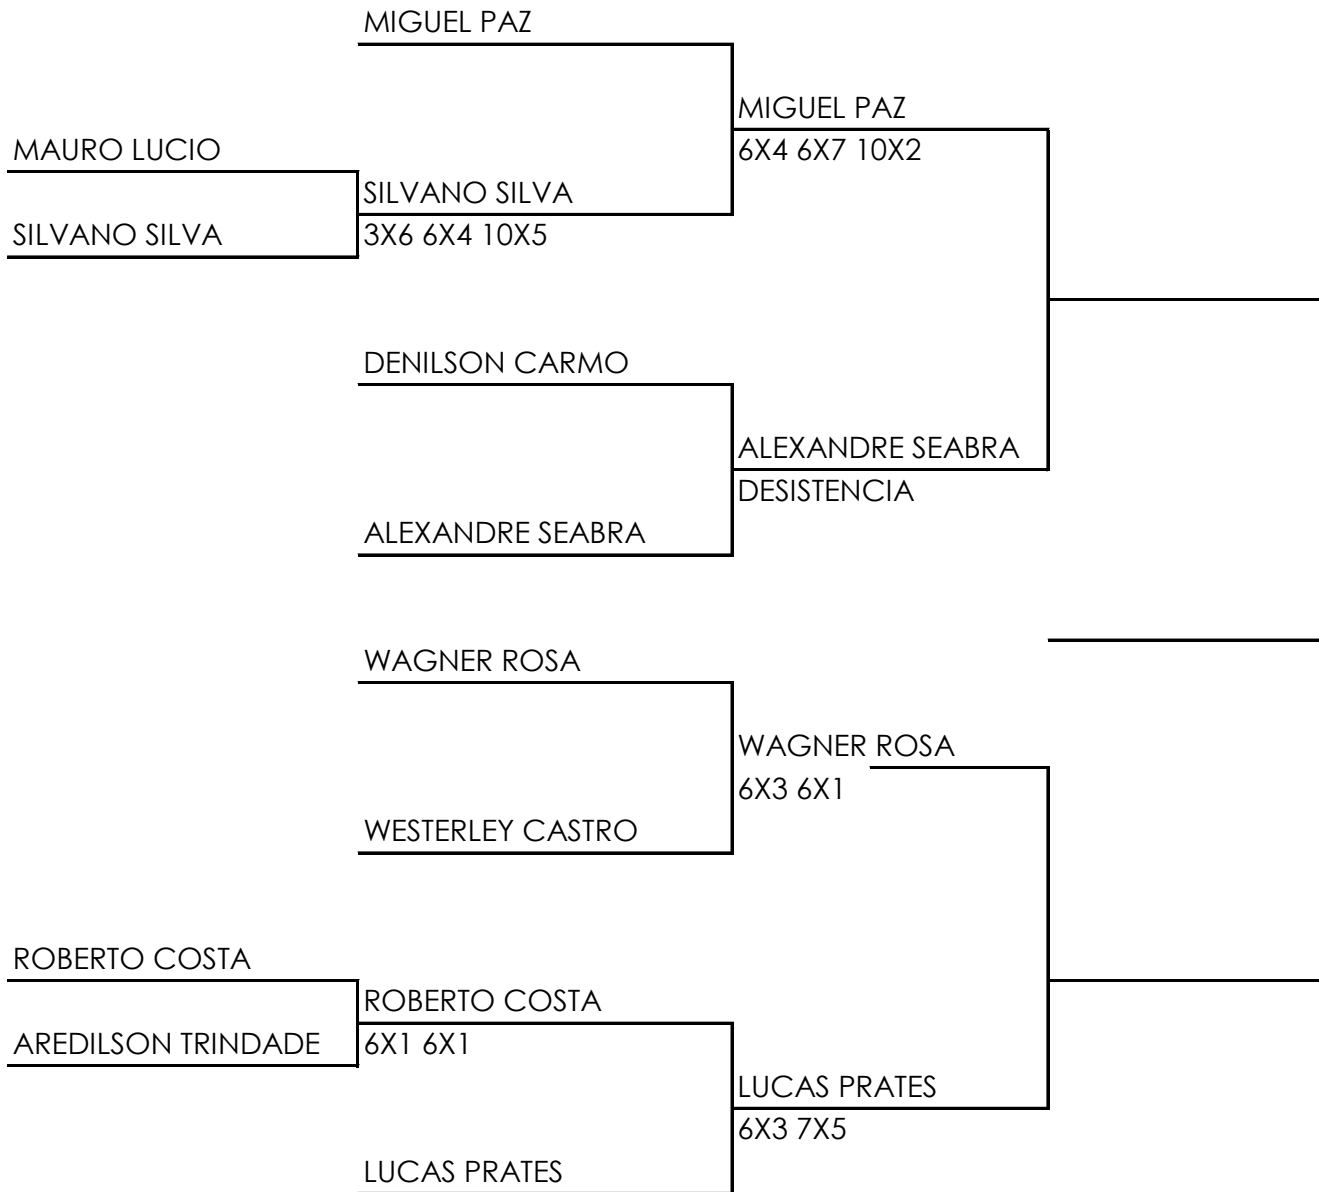 MIGUEL PAZ
MIGUEL PAZ
MAURO LUCIO
6X4 6X7 10X2
SILVANO SILVA
SILVANO SILVA
3X6 6X4 10X5
DENILSON CARMO
ALEXANDRE SEABRA
DESISTENCIA
ALEXANDRE SEABRA
WAGNER ROSA
WAGNER ROSA
6X3 6X1
WESTERLEY CASTRO
ROBERTO COSTA
ROBERTO COSTA
AREDILSON TRINDADE
6X1 6X1
LUCAS PRATES
6X3 7X5
LUCAS PRATES